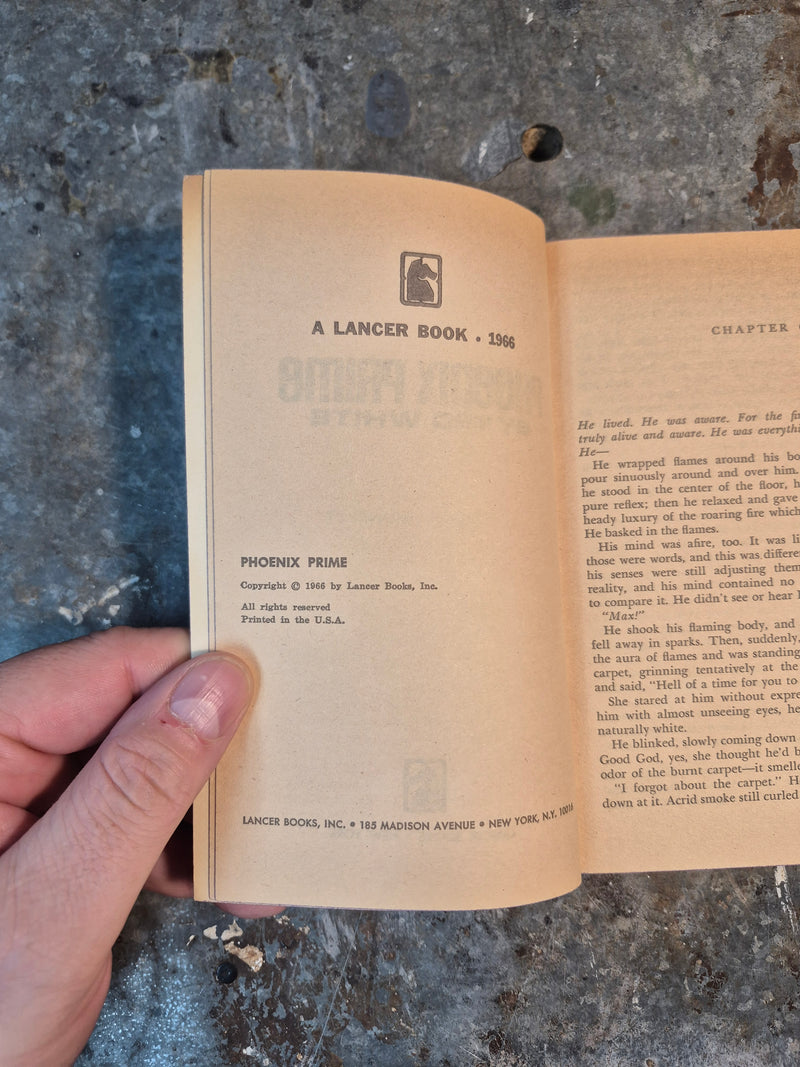 A LANCER BOOK • 1966
PHOENIX PRIME
Copyright © 1966 by Lancer Books, Inc.
All rights reserved
Printed in the U.S.A.
LANCER BOOKS, INC. • 185 MADISON AVENUE • NEW YORK, N.Y. 10016
CHAPTER
He lived. He was aware. For the
truly alive and aware. He was
He—
He wrapped flames around his
pour sinuously around and over him.
he stood in the center of the floor,
pure reflex; then he relaxed and gave
heady luxury of the roaring fire which
He basked in the flames.
His mind was afire, too. It was
those were words, and this was
his senses were still adjusting
reality, and his mind contained no
to compare it. He didn't see or hear
"Max!"
He shook his flaming body, and
fell away in sparks. Then, suddenly,
the aura of flames and was standing
carpet, grinning tentatively at the
and said, "Hell of a time for you to
She stared at him without
him with almost unseeing eyes,
naturally white.
He blinked, slowly coming down
Good God, yes, she thought he'd
odor of the burnt carpet—it
"I forgot about the carpet."
down at it. Acrid smoke still curled